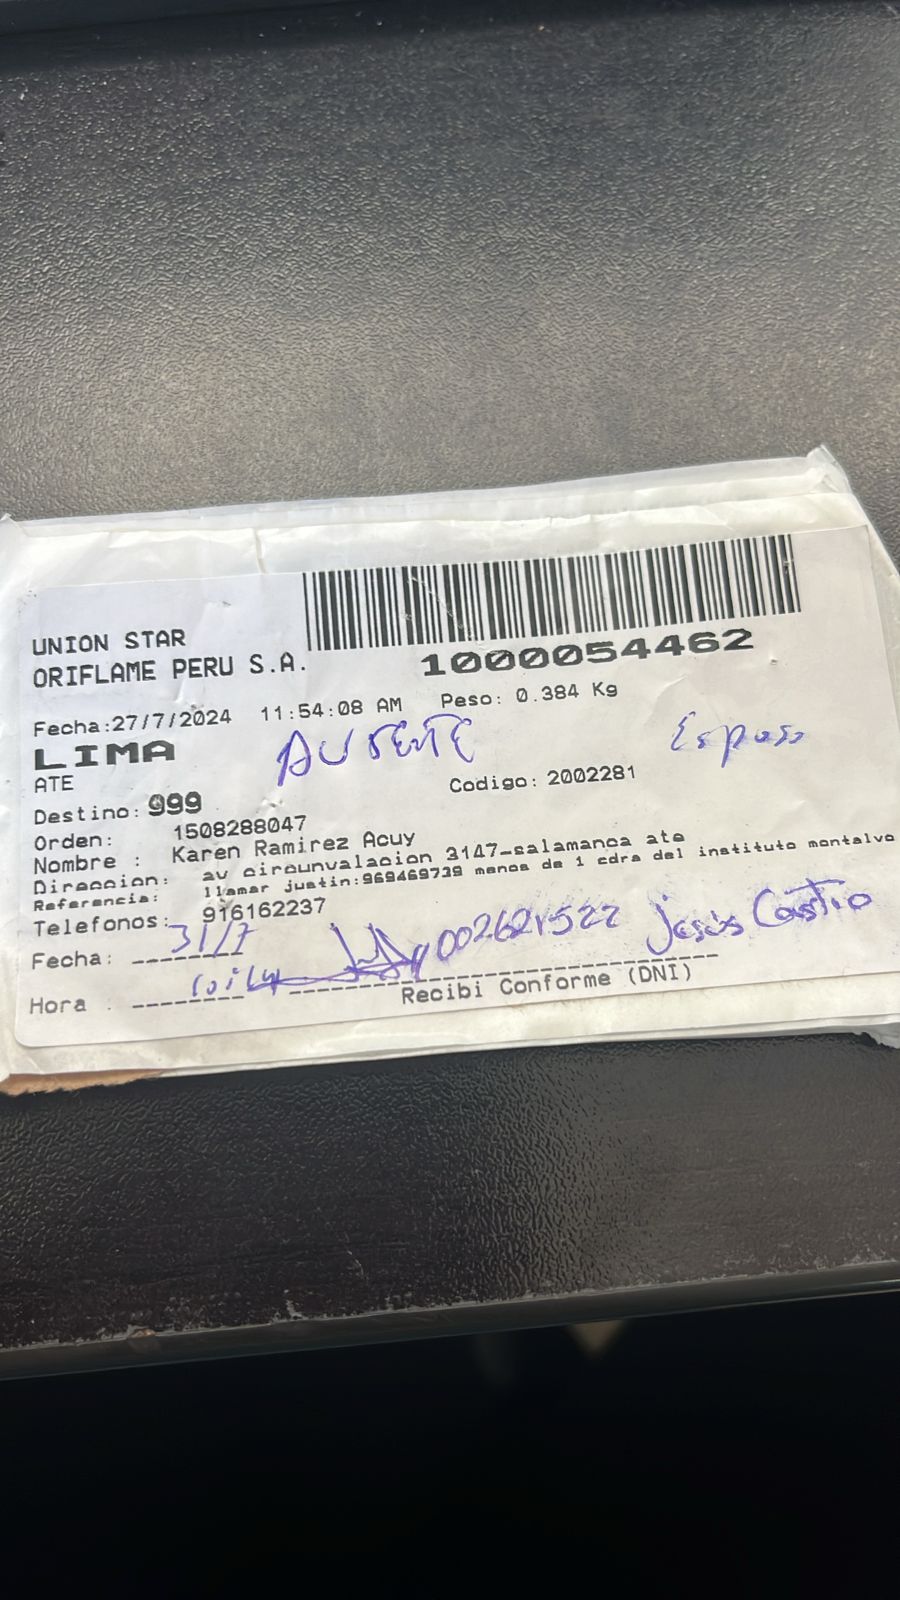 UNION STAR
ORIFLAME PERU S.A.
1000054462
Fecha:27/7/2024 11:54:08 AM Peso: 0.384 Kg
LIMA
AUSENTE
Esposo
ATE
Codigo: 2002281
Destino: 999
Orden: 1508288047
Nombre : Karen Ramirez Acuy
Direccion: av circunvalacion 3147-salamanca ate
Referencia: llamar justin:969469739 menos de 1 cdra del instituto montalvo
Telefonos: 916162237
Fecha: 31/7
002621522 Jesús Castro
Hora :
Recibi Conforme (DNI)